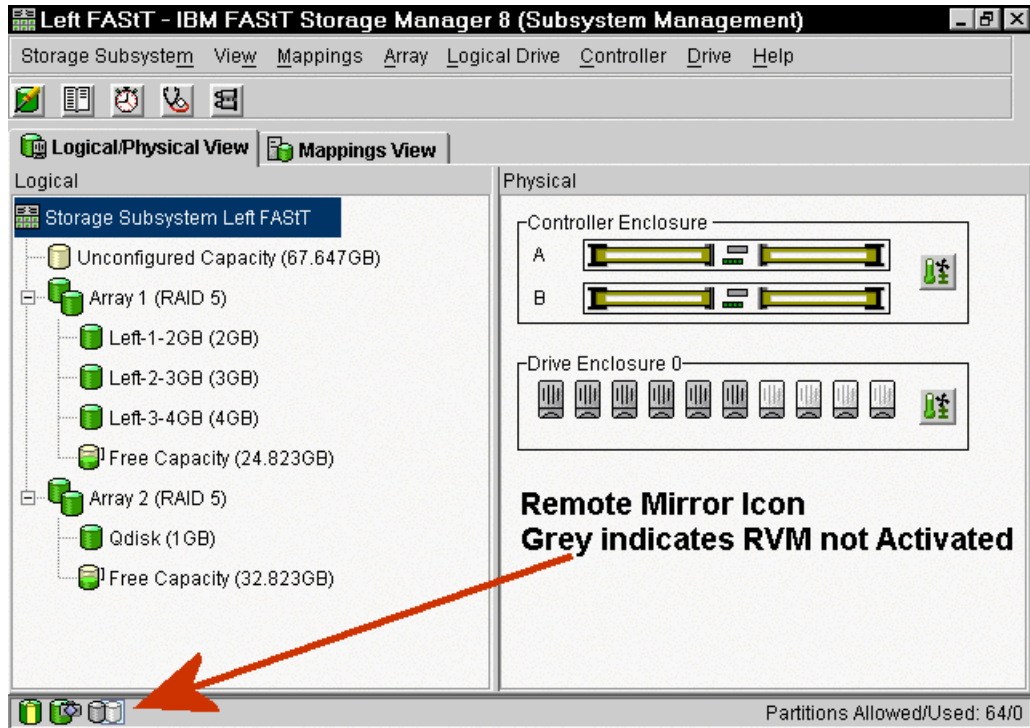 Left FAStT - IBM FAStT Storage Manager 8 (Subsystem Management)
Storage Subsystem View Mappings Array Logical Drive Controller Drive Help
Logical/Physical View Mappings View
Logical
Storage Subsystem Left FAStT
Unconfigured Capacity (67.647GB)
Array 1 (RAID 5)
Left-1-2GB (2GB)
Left-2-3GB (3GB)
Left-3-4GB (4GB)
Free Capacity (24.823GB)
Array 2 (RAID 5)
Qdisk (1GB)
Free Capacity (32.823GB)
Physical
Controller Enclosure
A
B
Drive Enclosure 0
Remote Mirror Icon
Grey indicates RVM not Activated
Partitions Allowed/Used: 64/0